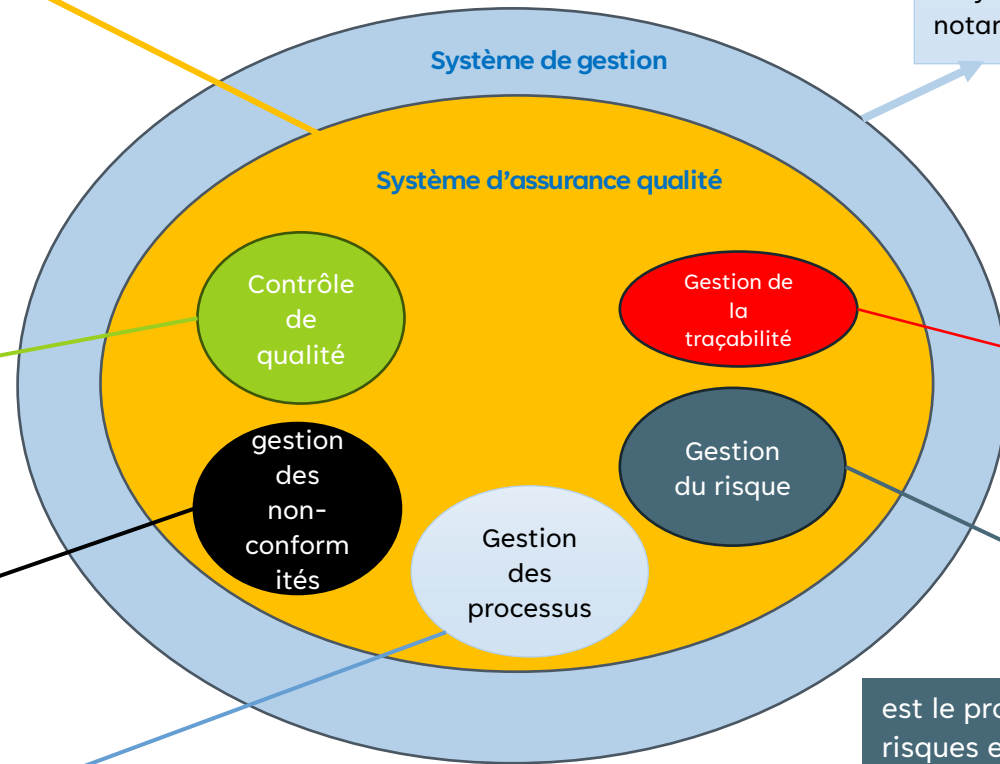 notar
Système de gestion
Système d’assurance qualité
Contrôle
de
qualité
Gestion de
la
traçabilité
gestion
des
non-
conform
ités
Gestion
du risque
Gestion
des
processus
est le pro
risques e